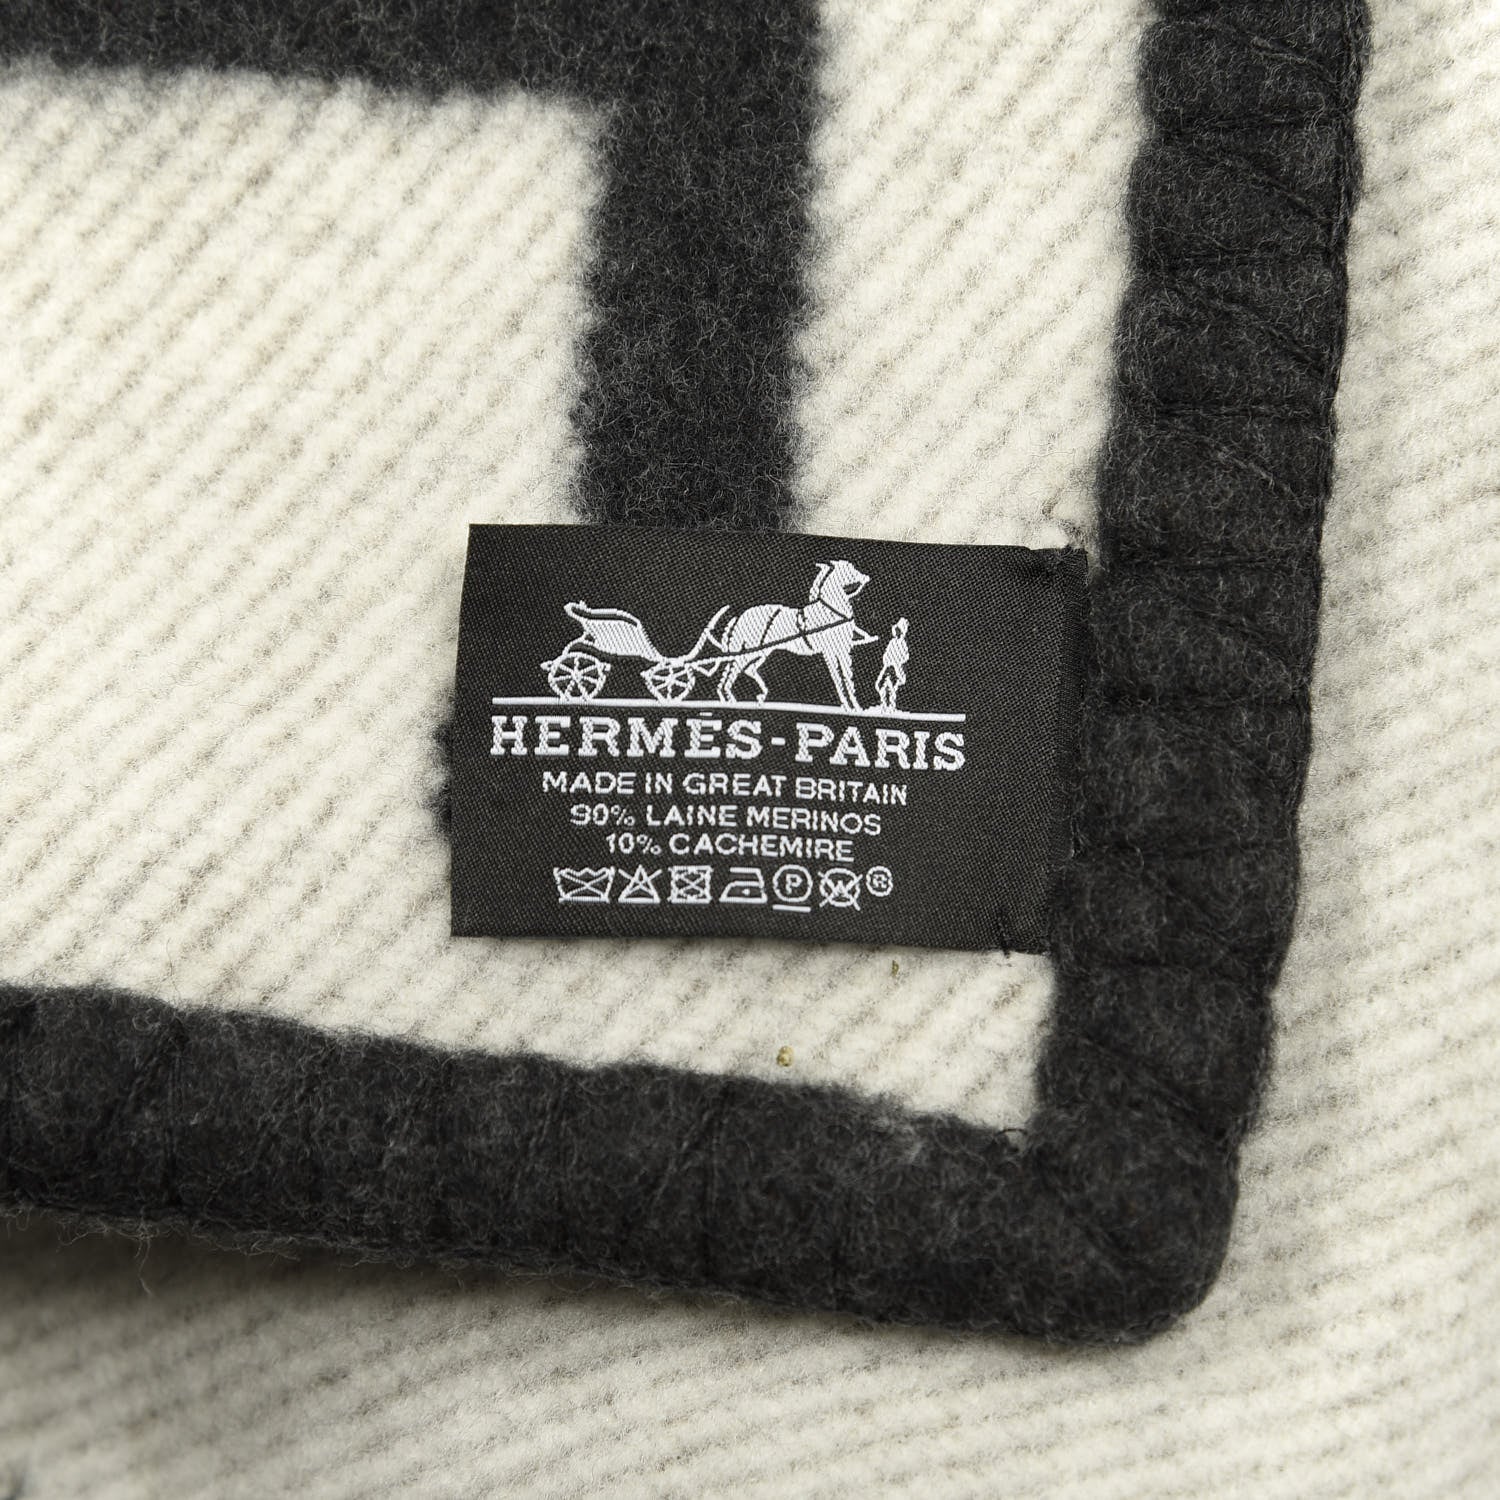 HERMÈS-PARIS
MADE IN GREAT BRITAIN
90% LAINE MERINOS
10% CACHEMIRE
P W ®